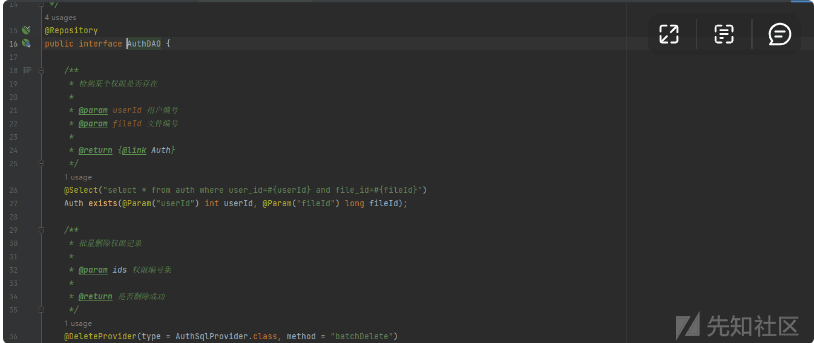 14 */
4 usages
15 @Repository
16 public interface AuthDAO {
17
18 /**
19 * 检测某个权限是否存在
20 *
21 * @param userId 用户编号
22 * @param fileId 文件编号
23 *
24 * @return {@link Auth}
25 */
1 usage
26 @Select("select * from auth where user_id=#{userId} and file_id=#{fileId}")
27 Auth exists(@Param("userId") int userId, @Param("fileId") long fileId);
28
29 /**
30 * 批量删除权限记录
31 *
32 * @param ids 权限编号集
33 *
34 * @return 是否删除成功
35 */
1 usage
36 @DeleteProvider(type = AuthSqlProvider.class, method = "batchDelete")
先知社区